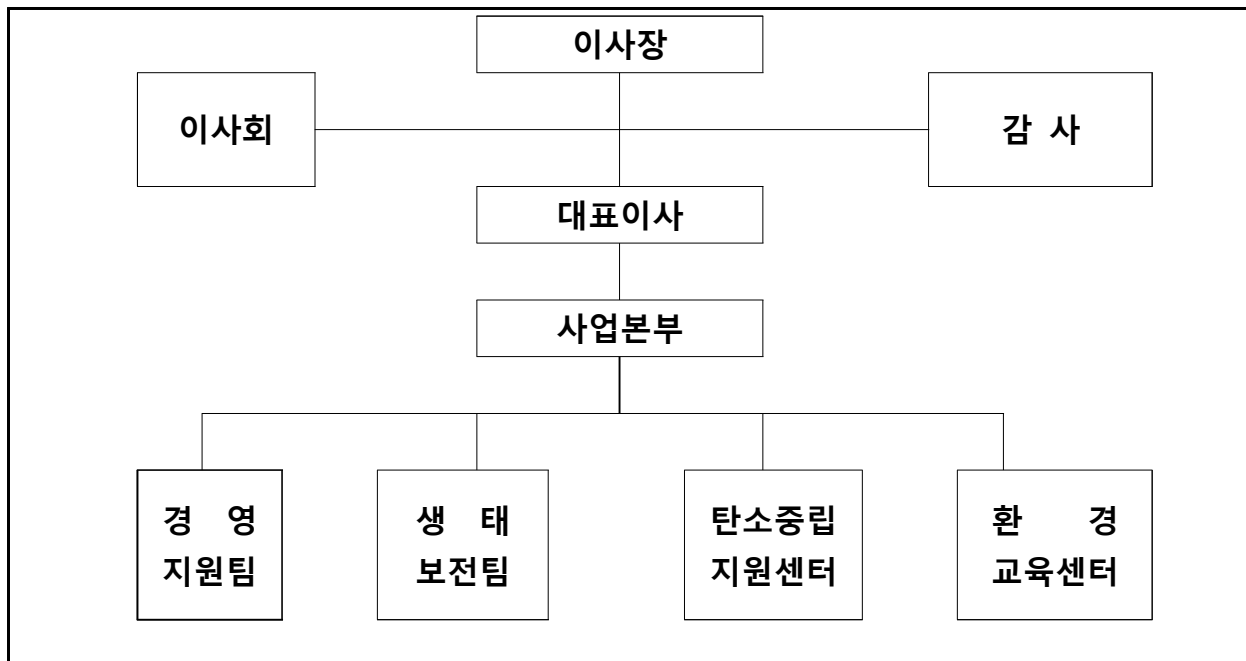 이사장
이사회
감 사
대표이사
사업본부
경 영
지원팀
생 태
보전팀
탄소중립
지원센터
환 경
교육센터